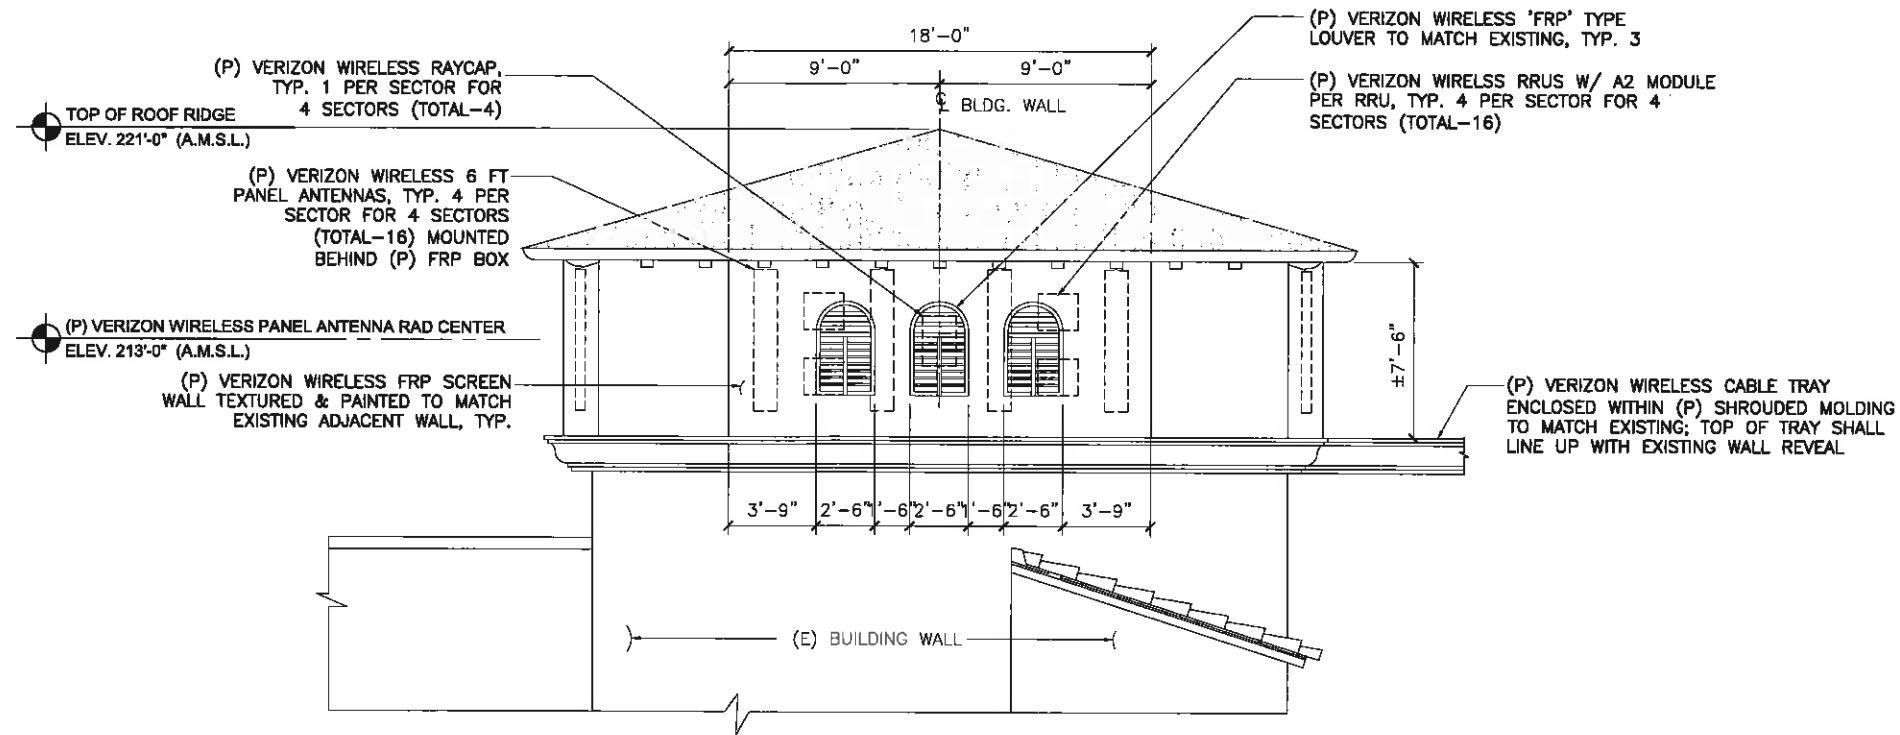 18'-0"
9'-0"
9'-0"
℄ BLDG. WALL
(P) VERIZON WIRELESS 'FRP' TYPE
LOUVER TO MATCH EXISTING, TYP. 3
(P) VERIZON WIRELSS RRUS W/ A2 MODULE
PER RRU, TYP. 4 PER SECTOR FOR 4
SECTORS (TOTAL-16)
(P) VERIZON WIRELESS RAYCAP,
TYP. 1 PER SECTOR FOR
4 SECTORS (TOTAL-4)
TOP OF ROOF RIDGE
ELEV. 221'-0" (A.M.S.L.)
(P) VERIZON WIRELESS 6 FT
PANEL ANTENNAS, TYP. 4 PER
SECTOR FOR 4 SECTORS
(TOTAL-16) MOUNTED
BEHIND (P) FRP BOX
(P) VERIZON WIRELESS PANEL ANTENNA RAD CENTER
ELEV. 213'-0" (A.M.S.L.)
(P) VERIZON WIRELESS FRP SCREEN
WALL TEXTURED & PAINTED TO MATCH
EXISTING ADJACENT WALL, TYP.
±7'-6"
(P) VERIZON WIRELESS CABLE TRAY
ENCLOSED WITHIN (P) SHROUDED MOLDING
TO MATCH EXISTING; TOP OF TRAY SHALL
LINE UP WITH EXISTING WALL REVEAL
3'-9" 2'-6" 1'-6" 2'-6" 1'-6" 2'-6" 3'-9"
(E) BUILDING WALL